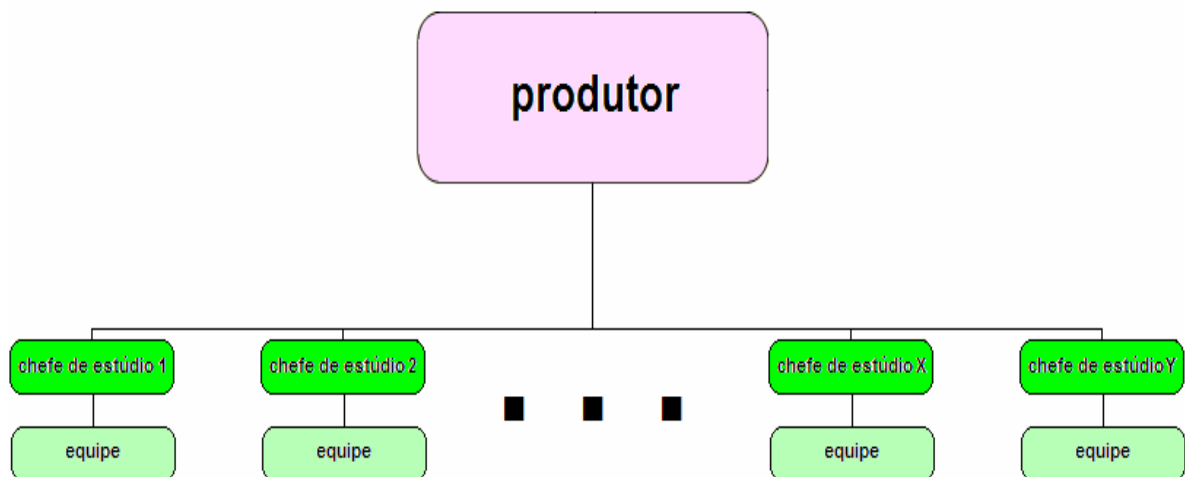 produtor
chefe de estúdio 1
chefe de estúdio 2
chefe de estúdio X
chefe de estúdio Y
equipe
equipe
equipe
equipe